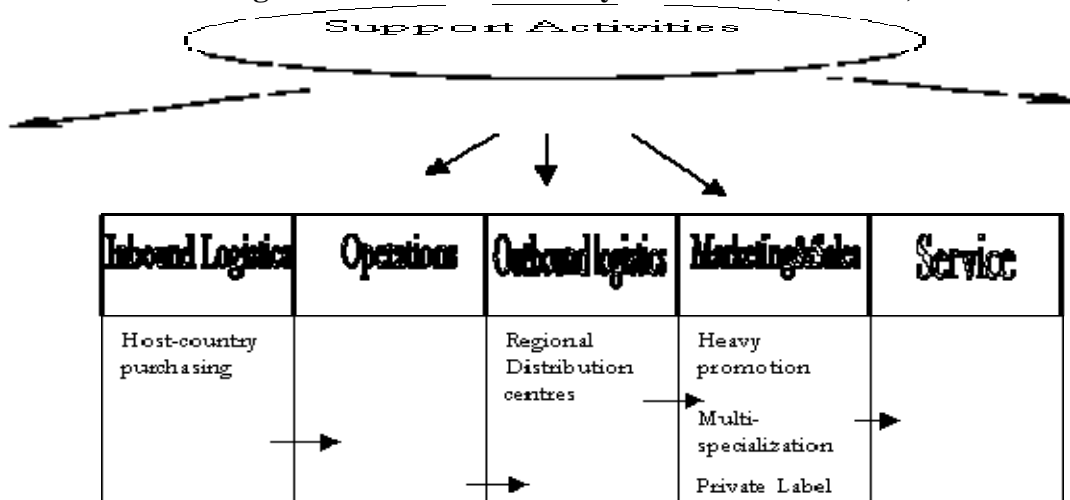 Support Activities
Inbound Logistics
Operations
Outbound logistics
Marketing&Sales
Service
Host-country
purchasing
Regional
Distribution
centres
Heavy
promotion
Multi-
specialization
Private Label